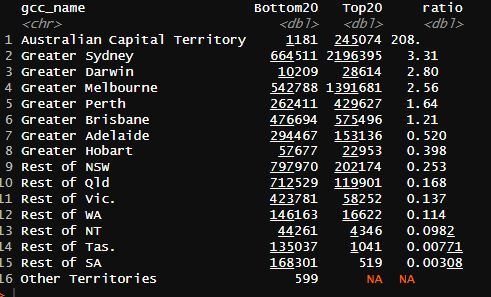 gcc_name Bottom20 Top20 ratio
<chr> <dbl> <dbl> <dbl>
1 Australian Capital Territory 1181 245074 208.
2 Greater Sydney 664511 2196395 3.31
3 Greater Darwin 10209 28614 2.80
4 Greater Melbourne 542788 1391681 2.56
5 Greater Perth 262411 429627 1.64
6 Greater Brisbane 476694 575496 1.21
7 Greater Adelaide 294467 153136 0.520
8 Greater Hobart 57677 22953 0.398
9 Rest of NSW 797970 202174 0.253
10 Rest of Qld 712529 119901 0.168
11 Rest of Vic. 423781 58252 0.137
12 Rest of WA 146163 16622 0.114
13 Rest of NT 44261 4346 0.0982
14 Rest of Tas. 135037 1041 0.00771
15 Rest of SA 168301 519 0.00308
16 Other Territories 599 NA NA
>